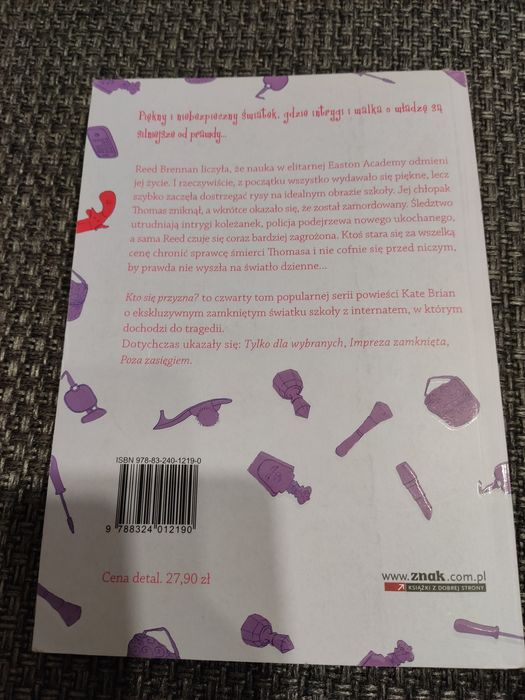 Piękny i niebezpieczny światek, gdzie intrygi i walka o władzę są
silniejsze od prawdy...
Reed Brennan liczyła, że nauka w elitarnej Easton Academy odmieni
jej życie. I rzeczywiście, z początku wszystko wydawało się piękne, lecz
szybko zaczęła dostrzegać rysy na idealnym obrazie szkoły. Jej chłopak
Thomas zniknął, a wkrótce okazało się, że został zamordowany. Śledztwo
utrudniają intrygi koleżanek, policja podejrzewa nowego ukochanego,
a sama Reed czuje się coraz bardziej zagrożona. Ktoś stara się za wszelką
cenę chronić sprawcę śmierci Thomasa i nie cofnie się przed niczym,
by prawda nie wyszła na światło dzienne...
Kto się przyzna? to czwarty tom popularnej serii powieści Kate Brian
o ekskluzywnym zamkniętym światku szkoły z internatem, w którym
dochodzi do tragedii.
Dotychczas ukazały się: Tylko dla wybranych, Impreza zamknięta,
Poza zasięgiem.
ISBN 978-83-240-1219-0
9 788324 012190
Cena detal. 27,90 zł
www.znak.com.pl
KSIĄŻKI Z DOBREJ STRONY